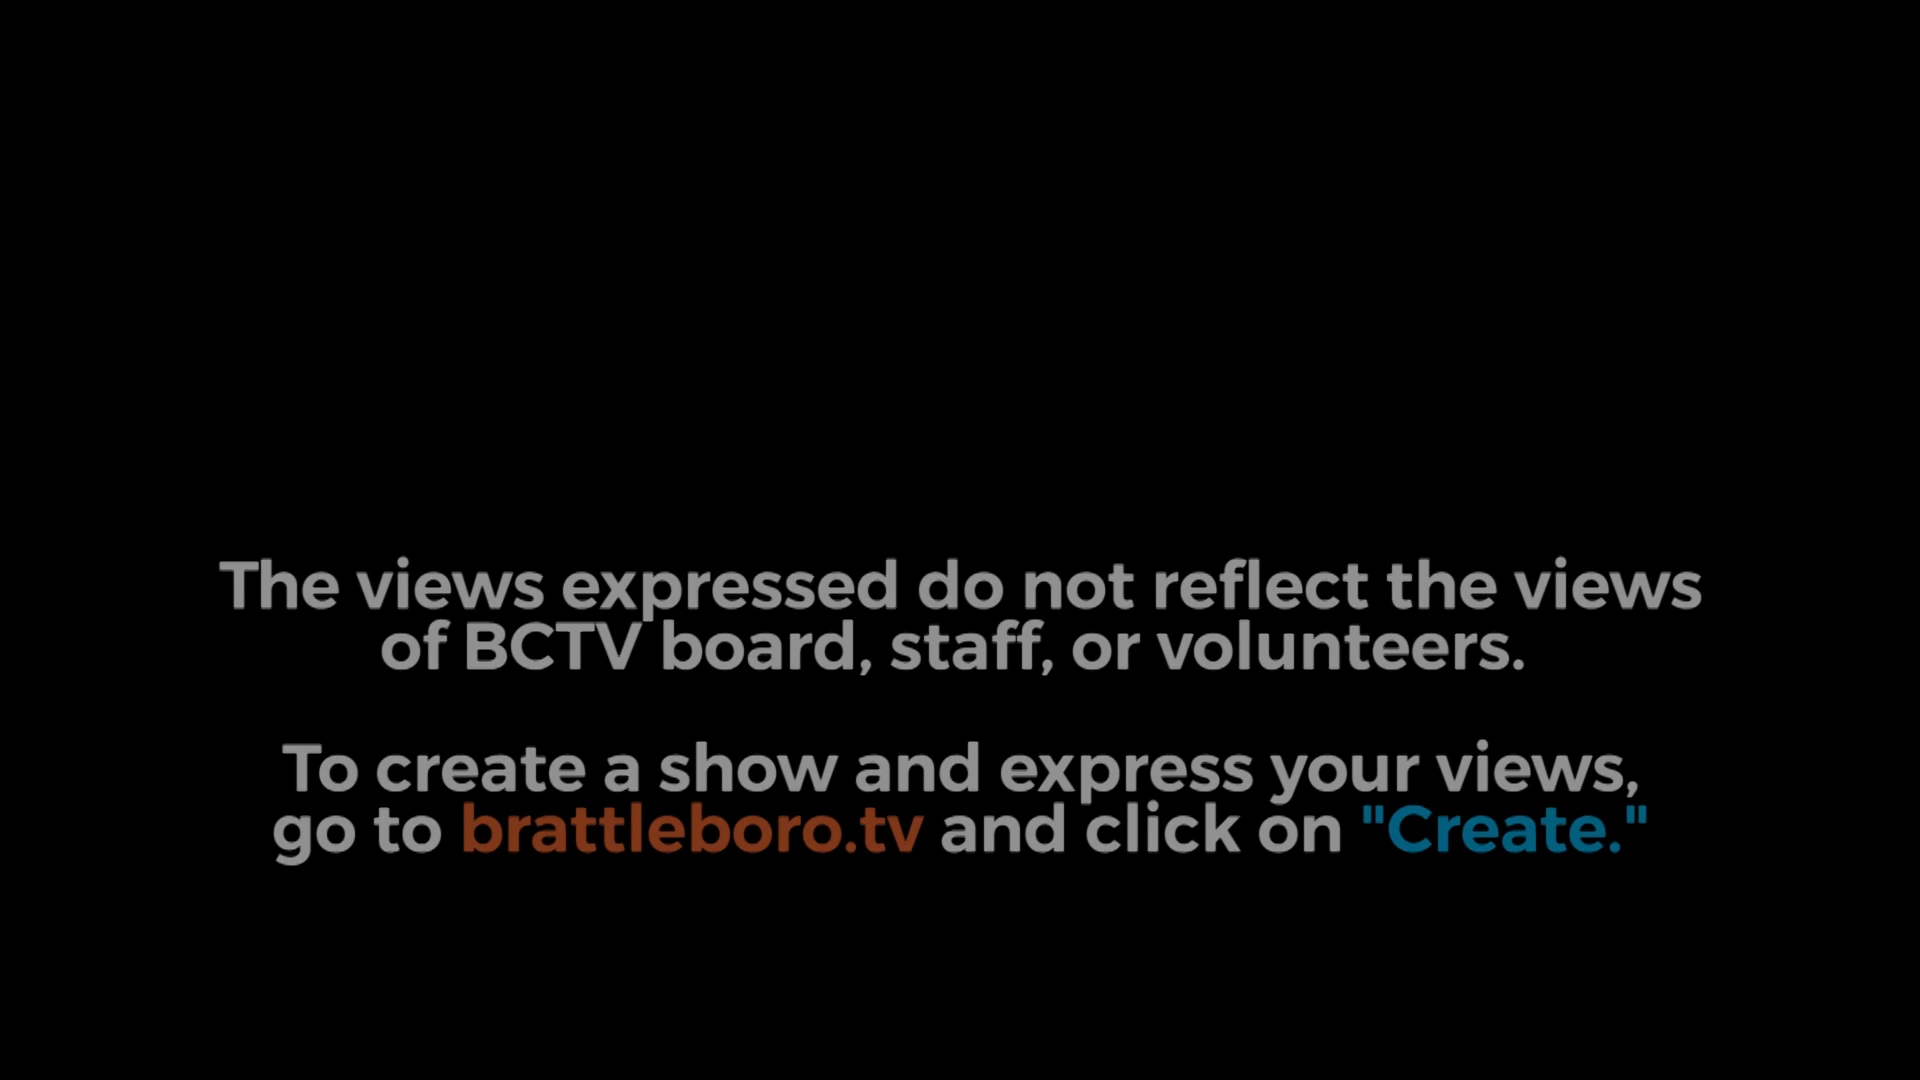 The views expressed do not reflect the views
of BCTV board, staff, or volunteers.
To create a show and express your views,
go to brattleboro.tv and click on "Create."